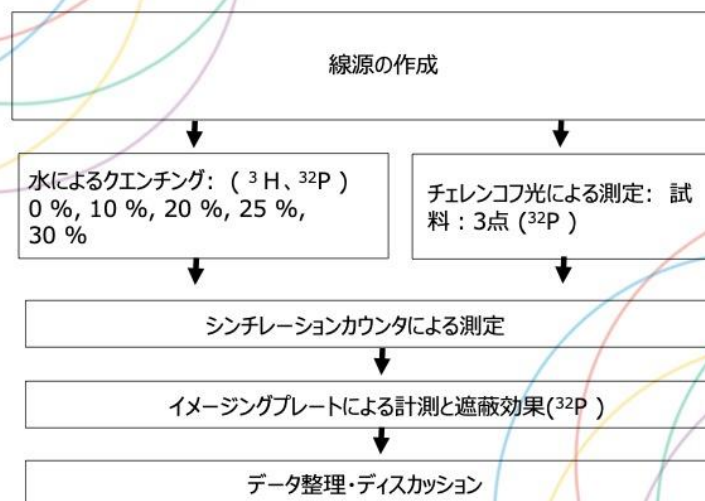 線源の作成
水によるクエンチング: ( ³ H、³²P )
0 %, 10 %, 20 %, 25 %,
30 %
チェレンコフ光による測定: 試
料 : 3点 (³²P )
シンチレーションカウンタによる測定
イメージングプレートによる計測と遮蔽効果(³²P )
データ整理・ディスカッション